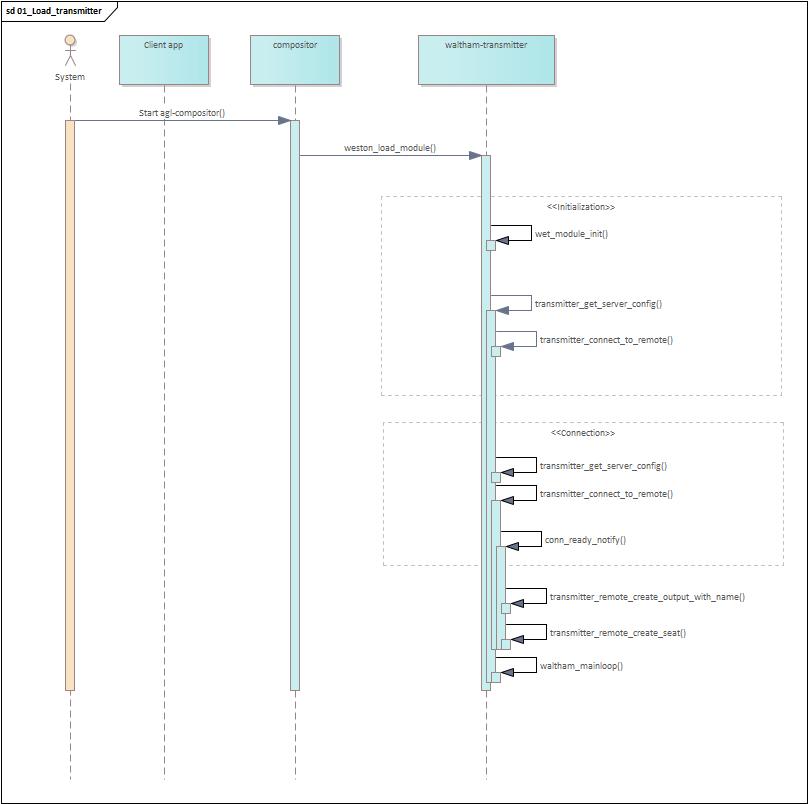 sd 01_Load_transmitter
System
Client app
compositor
waltham-transmitter
Start agl-compositor()
weston_load_module()
<<Initialization>>
wet_module_init()
transmitter_get_server_config()
transmitter_connect_to_remote()
<<Connection>>
transmitter_get_server_config()
transmitter_connect_to_remote()
conn_ready_notify()
transmitter_remote_create_output_with_name()
transmitter_remote_create_seat()
waltham_mainloop()